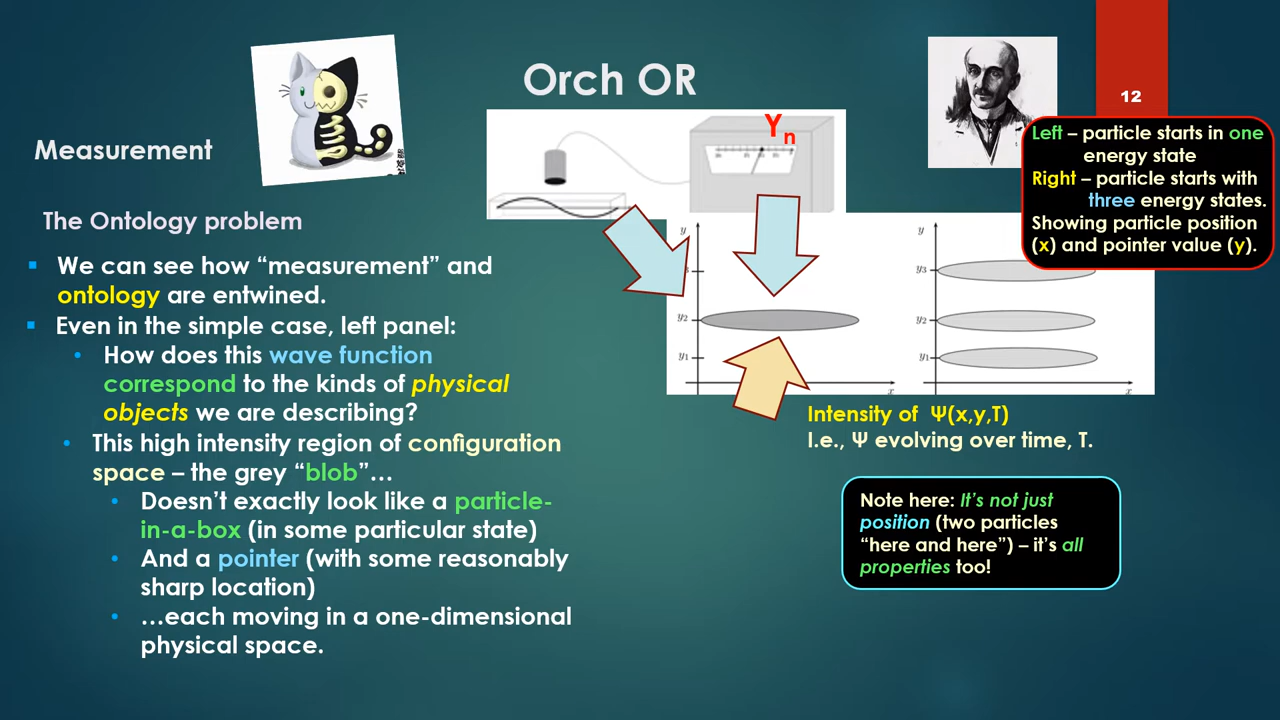 Orch OR
12
Measurement
Yn
Left – particle starts in one
energy state
Right – particle starts with
three energy states.
Showing particle position
(x) and pointer value (y).
The Ontology problem
We can see how “measurement” and
ontology are entwined.
Even in the simple case, left panel:
How does this wave function
correspond to the kinds of physical
objects we are describing?
This high intensity region of configuration
space – the grey “blob”…
Doesn’t exactly look like a particle-
in-a-box (in some particular state)
And a pointer (with some reasonably
sharp location)
…each moving in a one-dimensional
physical space.
y
y2
y1
x
y
y3
y2
y1
x
Intensity of Ψ(x,y,T)
I.e., Ψ evolving over time, T.
Note here: It’s not just
position (two particles
“here and here”) – it’s all
properties too!